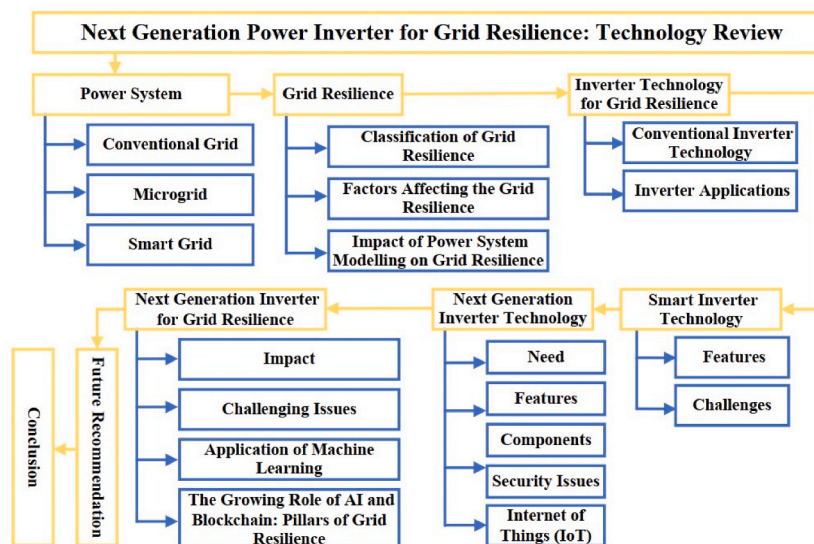 Next Generation Power Inverter for Grid Resilience: Technology Review
Power System
Conventional Grid
Microgrid
Smart Grid
Grid Resilience
Classification of Grid
Resilience
Factors Affecting the Grid
Resilience
Impact of Power System
Modelling on Grid Resilience
Inverter Technology
for Grid Resilience
Conventional Inverter
Technology
Inverter Applications
Smart Inverter
Technology
Features
Challenges
Next Generation
Inverter Technology
Need
Features
Components
Security Issues
Internet of
Things (IoT)
Next Generation Inverter
for Grid Resilience
Impact
Challenging Issues
Application of Machine
Learning
The Growing Role of AI and
Blockchain: Pillars of Grid
Resilience
Future Recommendation
Conclusion